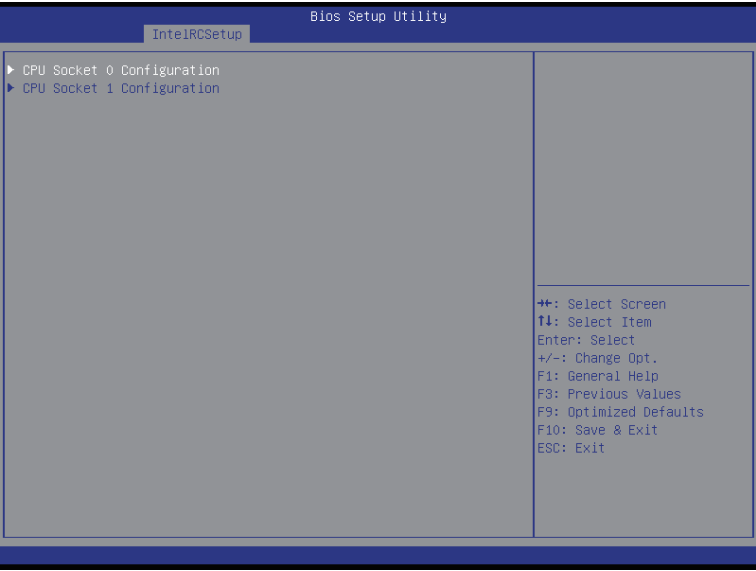 Bios Setup Utility
IntelRCSetup
CPU Socket 0 Configuration
CPU Socket 1 Configuration
→←: Select Screen
↑↓: Select Item
Enter: Select
+/-: Change Opt.
F1: General Help
F3: Previous Values
F9: Optimized Defaults
F10: Save & Exit
ESC: Exit